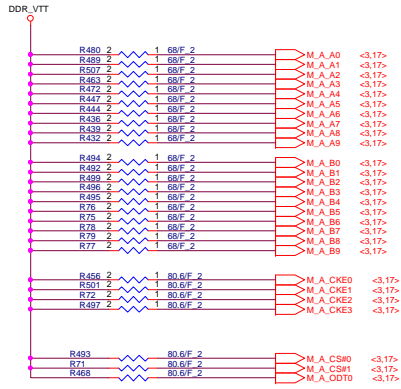 DDR_VTT
R480 2 1 68/F_2 M_A_A0 <3,17>
R489 2 1 68/F_2 M_A_A1 <3,17>
R507 2 1 68/F_2 M_A_A2 <3,17>
R463 2 1 68/F_2 M_A_A3 <3,17>
R472 2 1 68/F_2 M_A_A4 <3,17>
R447 2 1 68/F_2 M_A_A5 <3,17>
R444 2 1 68/F_2 M_A_A6 <3,17>
R436 2 1 68/F_2 M_A_A7 <3,17>
R439 2 1 68/F_2 M_A_A8 <3,17>
R432 2 1 68/F_2 M_A_A9 <3,17>
R494 2 1 68/F_2 M_A_B0 <3,17>
R492 2 1 68/F_2 M_A_B1 <3,17>
R499 2 1 68/F_2 M_A_B2 <3,17>
R496 2 1 68/F_2 M_A_B3 <3,17>
R495 2 1 68/F_2 M_A_B4 <3,17>
R76 2 1 68/F_2 M_A_B5 <3,17>
R75 2 1 68/F_2 M_A_B6 <3,17>
R78 2 1 68/F_2 M_A_B7 <3,17>
R79 2 1 68/F_2 M_A_B8 <3,17>
R77 2 1 68/F_2 M_A_B9 <3,17>
R456 2 1 80.6/F_2 M_A_CKE0 <3,17>
R501 2 1 80.6/F_2 M_A_CKE1 <3,17>
R72 2 1 80.6/F_2 M_A_CKE2 <3,17>
R497 2 1 80.6/F_2 M_A_CKE3 <3,17>
R493 2 1 80.6/F_2 M_A_CS#0 <3,17>
R71 2 1 80.6/F_2 M_A_CS#1 <3,17>
R468 2 1 80.6/F_2 M_A_ODT0 <3,17>